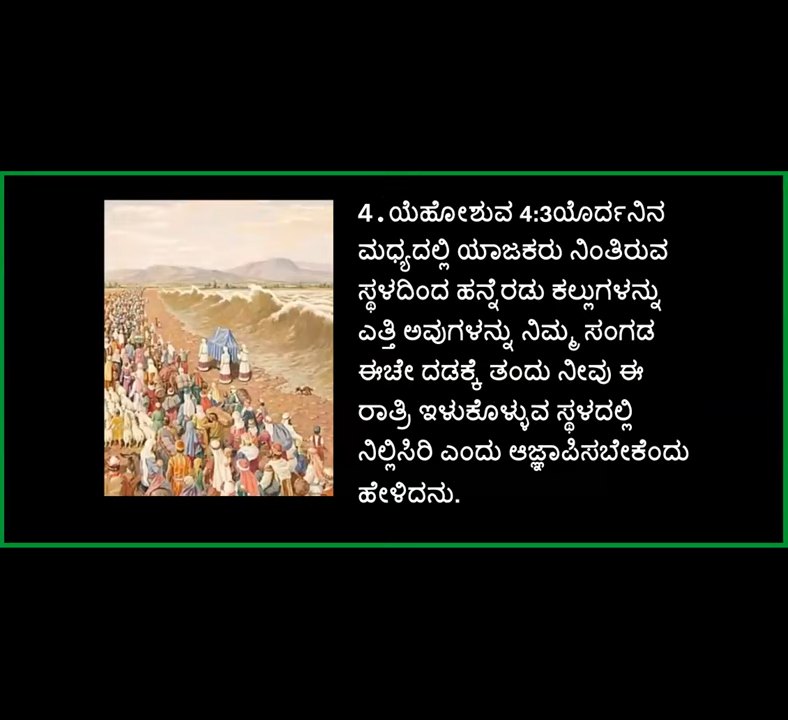 4.ಯೆಹೋಶುವ 4:3ಯೊರ್ದನಿನ
ಮಧ್ಯದಲ್ಲಿ ಯಾಜಕರು ನಿಂತಿರುವ
ಸ್ಥಳದಿಂದ ಹನ್ನೆರಡು ಕಲ್ಲುಗಳನ್ನು
ಎತ್ತಿ ಅವುಗಳನ್ನು ನಿಮ್ಮ ಸಂಗಡ
ಈಚೇ ದಡಕ್ಕೆ ತಂದು ನೀವು ಈ
ರಾತ್ರಿ ಇಳುಕೊಳ್ಳುವ ಸ್ಥಳದಲ್ಲಿ
ನಿಲ್ಲಿಸಿರಿ ಎಂದು ಆಜ್ಞಾಪಿಸಬೇಕೆಂದು
ಹೇಳಿದನು.